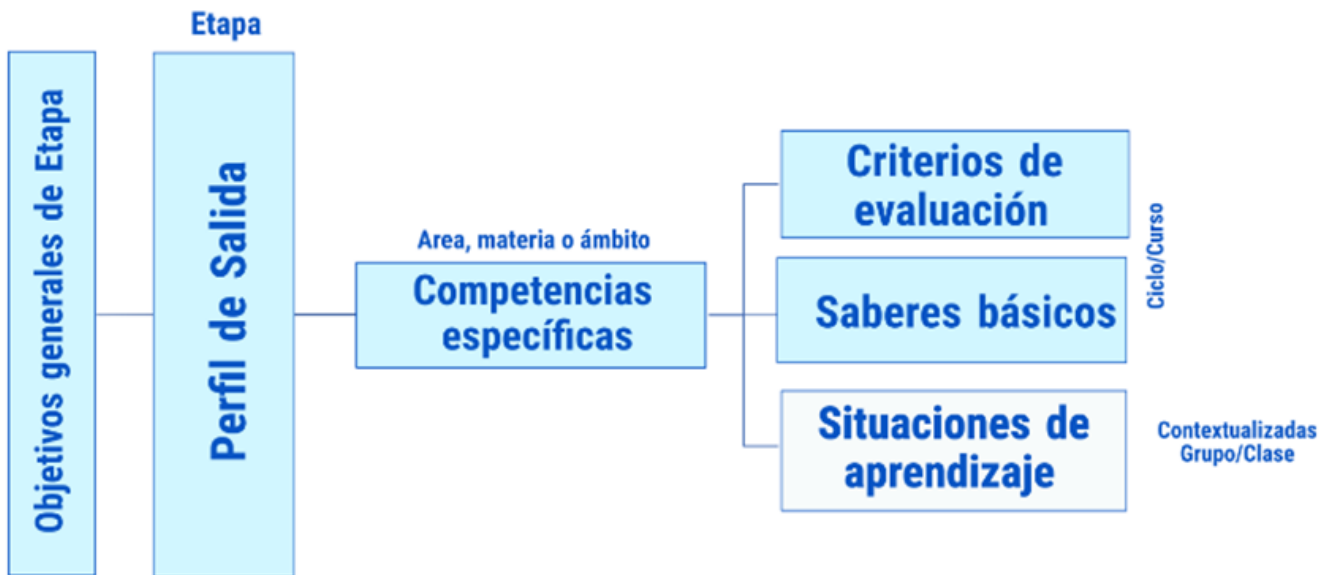 Objetivos generales de Etapa
Etapa
Perfil de Salida
Area, materia o ámbito
Competencias
específicas
Criterios de
evaluación
Saberes básicos
Ciclo/Curso
Situaciones de
aprendizaje
Contextualizadas
Grupo/Clase